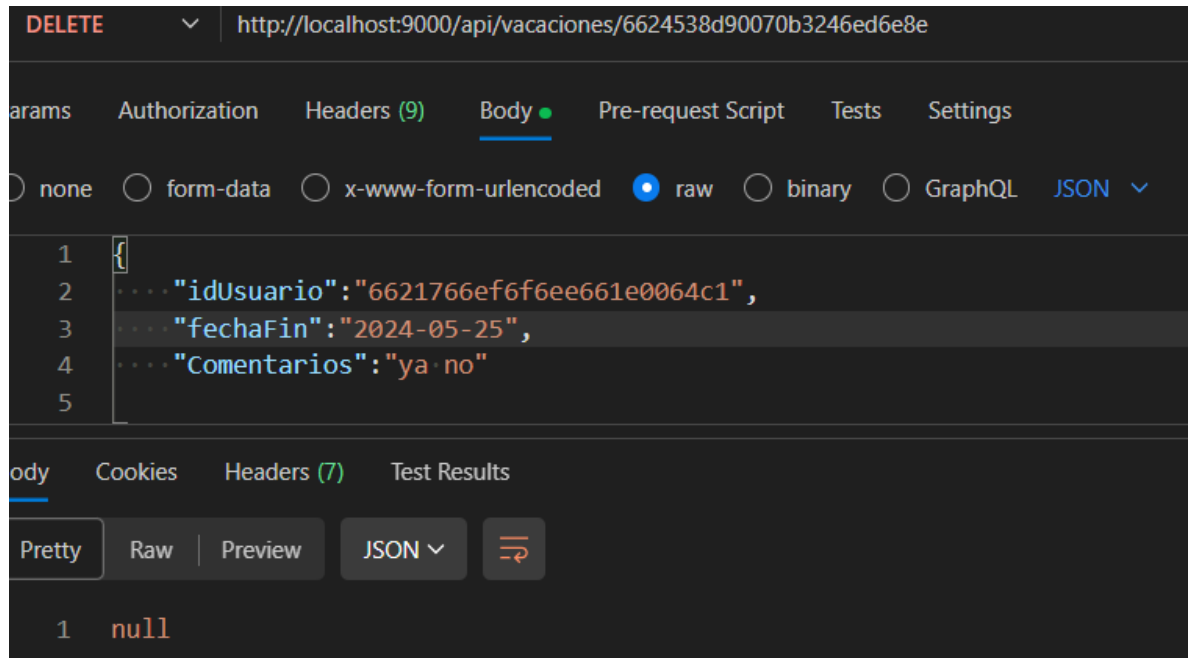 DELETE http://localhost:9000/api/vacaciones/6624538d90070b3246ed6e8e
arams Authorization Headers (9) Body Pre-request Script Tests Settings
none form-data x-www-form-urlencoded raw binary GraphQL JSON
1 {
2 "idUsuario":"6621766ef6f6ee661e0064c1",
3 "fechaFin":"2024-05-25",
4 "Comentarios":"ya no"
5
ody Cookies Headers (7) Test Results
Pretty Raw Preview JSON
1 null